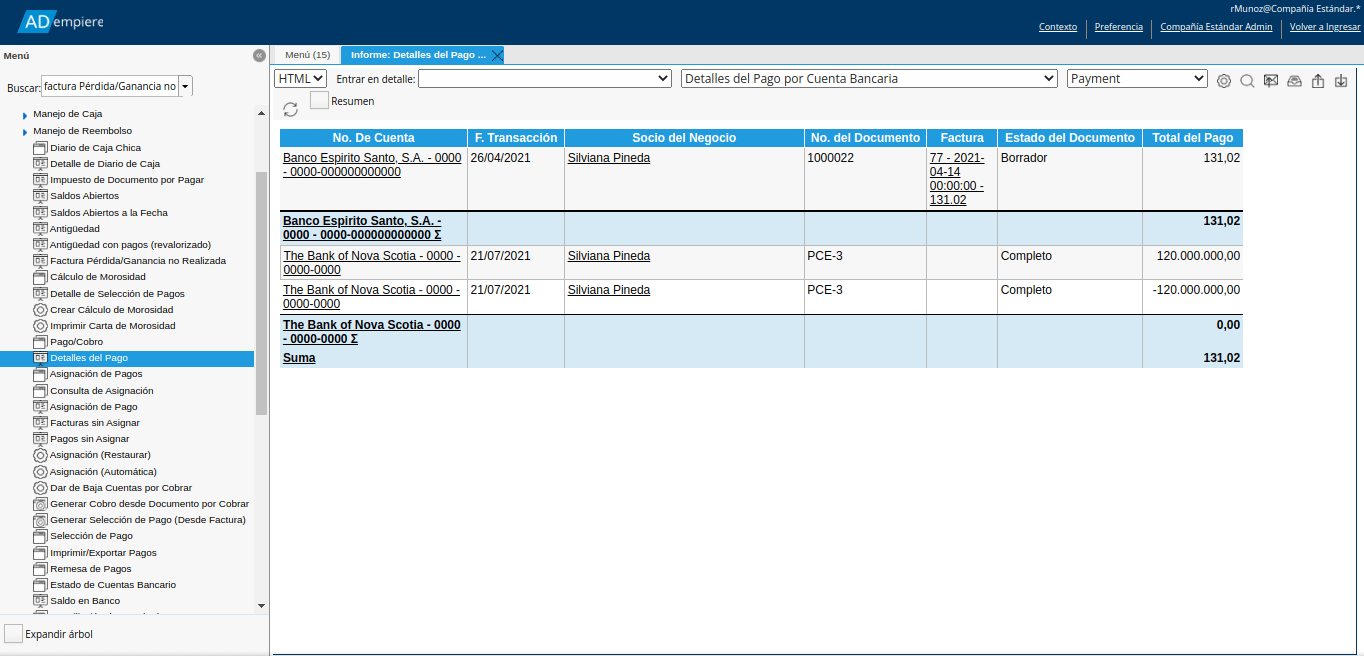 rMunoz@Compañía Estándar.*
ADempiere
Contexto
Preferencia
Compañía Estándar Admin
Volver a Ingresar
Menú
Menú (15)
Informe: Detalles del Pago ...
Buscar:
factura Pérdida/Ganancia no
HTML
Entrar en detalle:
Detalles del Pago por Cuenta Bancaria
Payment
Resumen
Manejo de Caja
Manejo de Reembolso
Diario de Caja Chica
Detalle de Diario de Caja
Impuesto de Documento por Pagar
Saldos Abiertos
Saldos Abiertos a la Fecha
Antigüedad
Antigüedad con pagos (revalorizado)
Factura Pérdida/Ganancia no Realizada
Cálculo de Morosidad
Detalle de Selección de Pagos
Crear Cálculo de Morosidad
Imprimir Carta de Morosidad
Pago/Cobro
Detalles del Pago
Asignación de Pagos
Consulta de Asignación
Asignación de Pago
Facturas sin Asignar
Pagos sin Asignar
Asignación (Restaurar)
Asignación (Automática)
Dar de Baja Cuentas por Cobrar
Generar Cobro desde Documento por Cobrar
Generar Selección de Pago (Desde Factura)
Selección de Pago
Imprimir/Exportar Pagos
Remesa de Pagos
Estado de Cuentas Bancario
Saldo en Banco
Expandir árbol
No. De Cuenta
F. Transacción
Socio del Negocio
No. del Documento
Factura
Estado del Documento
Total del Pago
Banco Espirito Santo, S.A. - 0000
- 0000-000000000000
26/04/2021
Silviana Pineda
1000022
77 - 2021-
04-14
00:00:00 -
131.02
Borrador
131,02
Banco Espirito Santo, S.A. -
0000 - 0000-000000000000 Σ
131,02
The Bank of Nova Scotia - 0000 -
0000-0000
21/07/2021
Silviana Pineda
PCE-3
Completo
120.000.000,00
The Bank of Nova Scotia - 0000 -
0000-0000
21/07/2021
Silviana Pineda
PCE-3
Completo
-120.000.000,00
The Bank of Nova Scotia - 0000
- 0000-0000 Σ
0,00
Suma
131,02